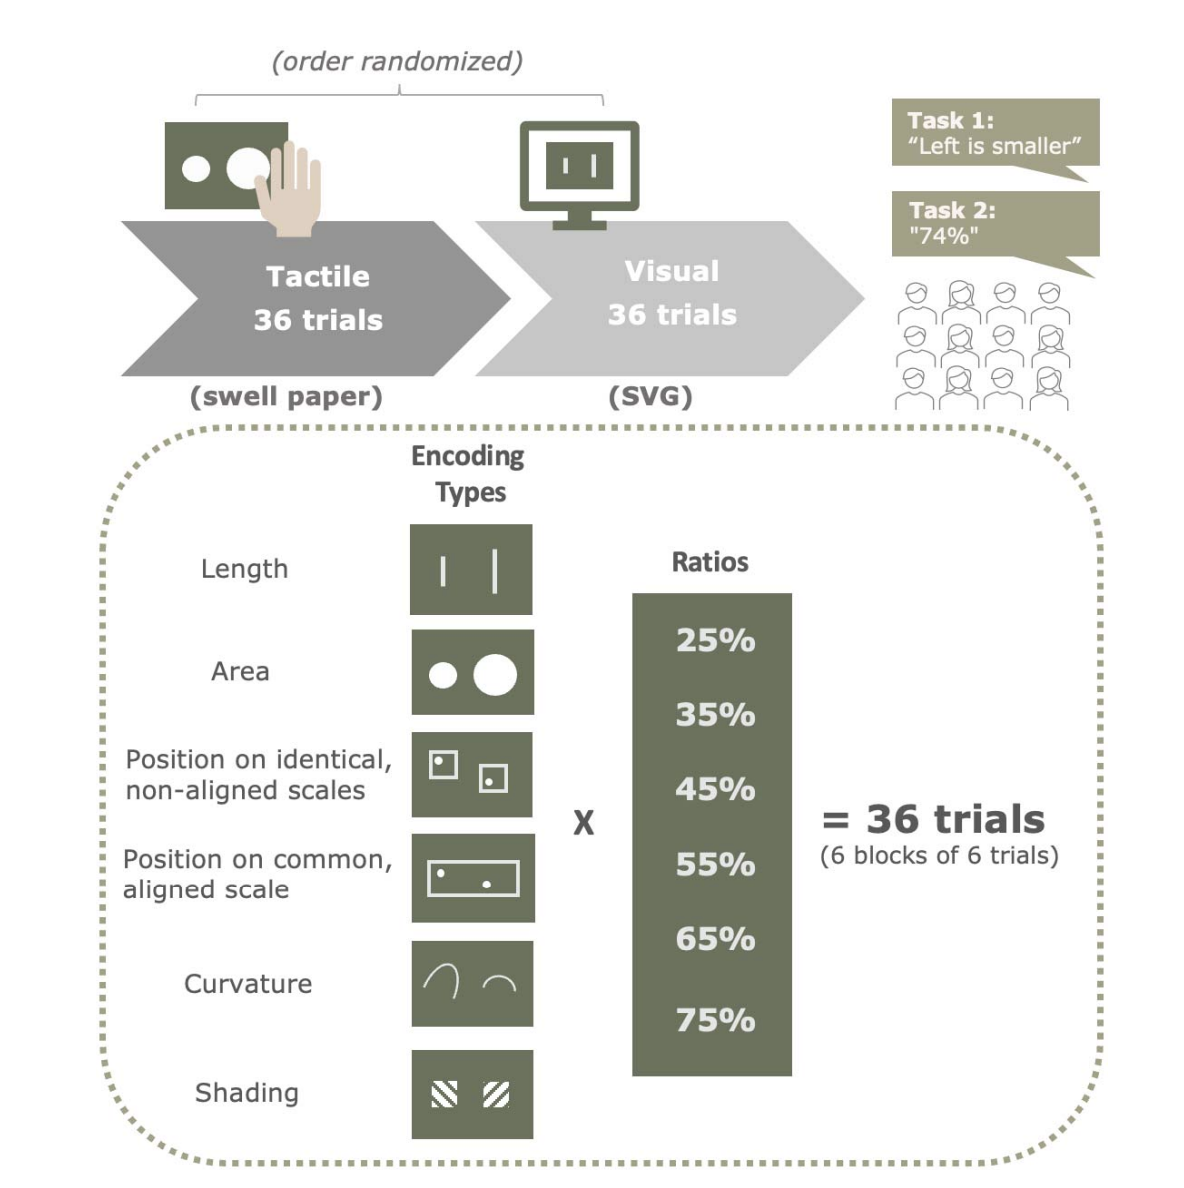 (order randomized)
Task 1:
“Left is smaller”
Task 2:
"74%"
Tactile
36 trials
Visual
36 trials
(swell paper)
(SVG)
Encoding
Types
Length
Area
Position on identical,
non-aligned scales
Position on common,
aligned scale
Curvature
Shading
X
Ratios
25%
35%
45%
55%
65%
75%
= 36 trials
(6 blocks of 6 trials)